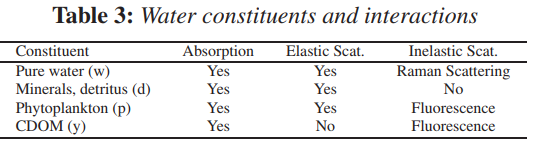 Table 3: Water constituents and interactions
Constituent Absorption Elastic Scat. Inelastic Scat.
Pure water (w) Yes Yes Raman Scattering
Minerals, detritus (d) Yes Yes No
Phytoplankton (p) Yes Yes Fluorescence
CDOM (y) Yes No Fluorescence